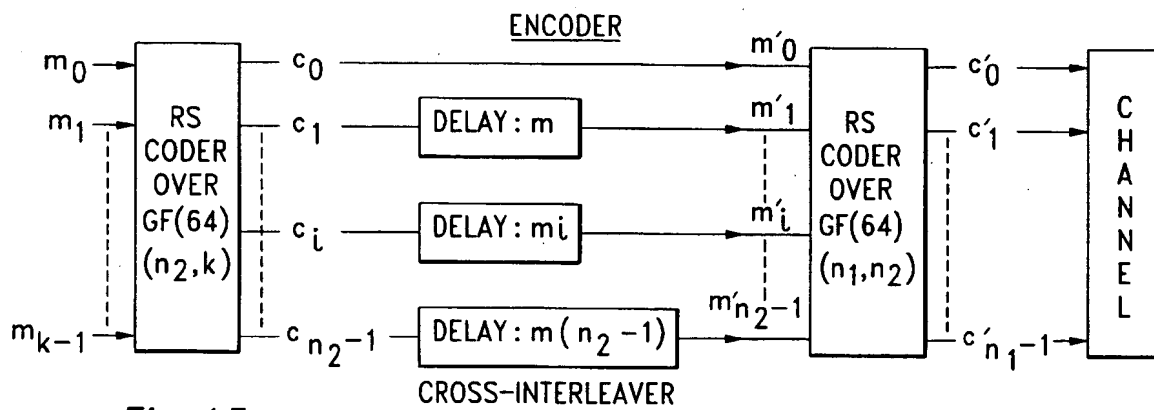 ENCODER
m0 c0 m'0 c'0
m1 c1 DELAY: m m'1 c'1
RS
CODER
OVER
GF(64)
(n2,k)
ci DELAY: mi m'i
RS
CODER
OVER
GF(64)
(n1,n2)
mk-1 cn2-1 DELAY: m(n2-1) m'n2-1 c'n1-1
CROSS-INTERLEAVER
CHANNEL